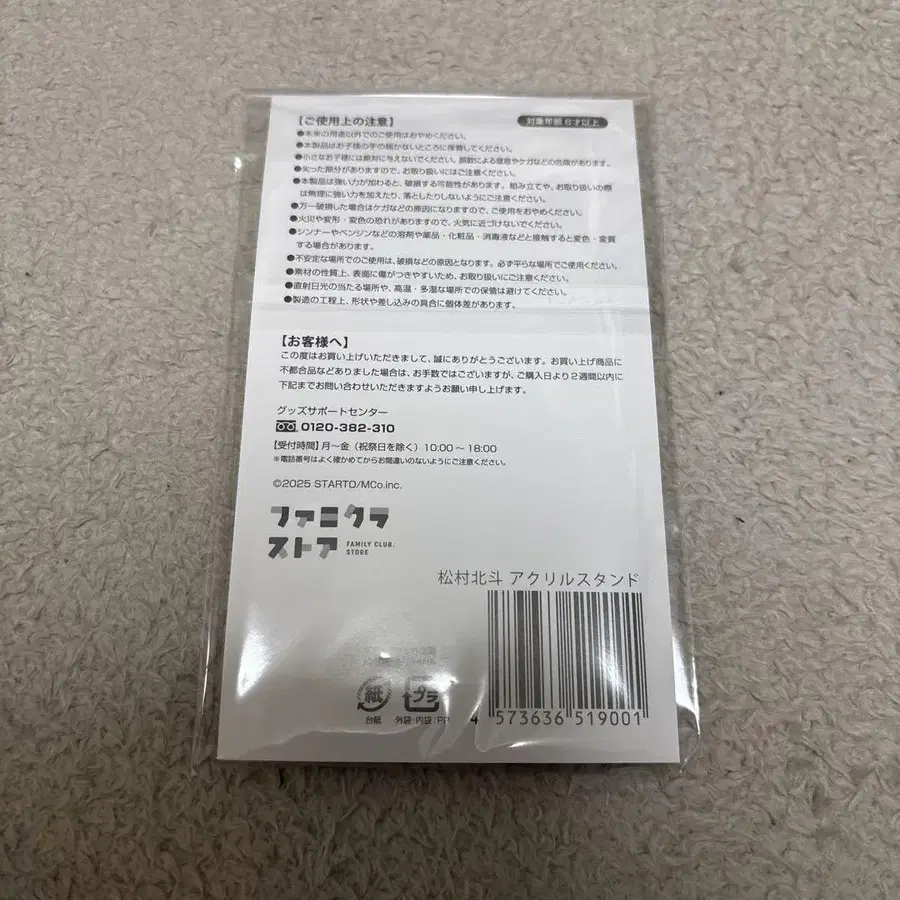 【ご使用上の注意】
対象年齢 6才以上
●本来の用途以外でのご使用はおやめください。
●本製品はお子様の手の届かないところに保管してください。
●小さなお子様には絶対に与えないでください。誤飲による窒息やケガなどの危険があります。
●尖った部分がありますので、お取り扱いにはご注意ください。
●本製品は強い力が加わると、破損する可能性があります。組み立てや、お取り扱いの際
は無理に強い力を加えたり、落としたりしないようにご注意ください。
●万一破損した場合はケガなどの原因になりますので、ご使用をおやめください。
●火災や変形・変色の恐れがありますので、火気に近づけないでください。
●シンナーやベンジンなどの溶剤や薬品・化粧品・消毒液などと接触すると変色・変質
する場合があります。
●不安定な場所でのご使用は、破損などの原因となります。必ず平らな場所でご使用ください。
●素材の性質上、表面に傷がつきやすいため、お取り扱いにご注意ください。
●直射日光の当たる場所や、高温・多湿な場所での保管は避けてください。
●製造の工程上、形状や差し込みの具合に個体差があります。
【お客様へ】
この度はお買い上げいただきまして、誠にありがとうございます。お買い上げ商品に
不都合品などありました場合は、お手数ではございますが、ご購入日より2週間以内に
下記までお問い合わせいただきますようお願い申し上げます。
グッズサポートセンター
0120-382-310
【受付時間】月〜金（祝祭日を除く）10:00〜18:00
※電話番号はよく確かめてからお間違いのないようにご注意ください。
©2025 STARTO/MCo.inc.
ファミクラ
ストア
FAMILY CLUB.
STORE
松村北斗 アクリルスタンド
紙
台紙
プラ
外袋・内袋:PP
4 573636 519001